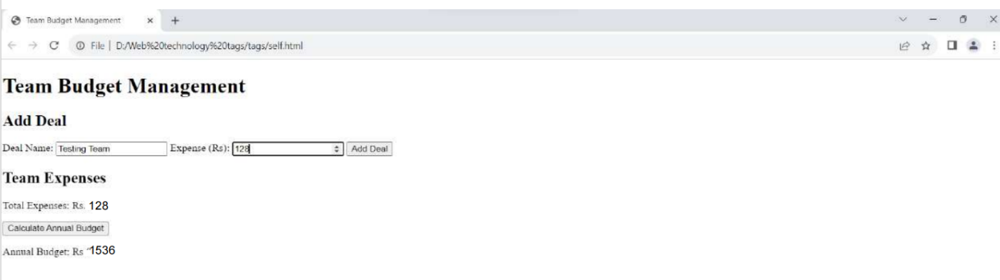 Team Budget Management
File | D:/Web%20technology%20tags/tags/self.html
Team Budget Management
Add Deal
Deal Name: Testing Team Expense (Rs): 128 Add Deal
Team Expenses
Total Expenses: Rs. 128
Calculate Annual Budget
Annual Budget: Rs 1536